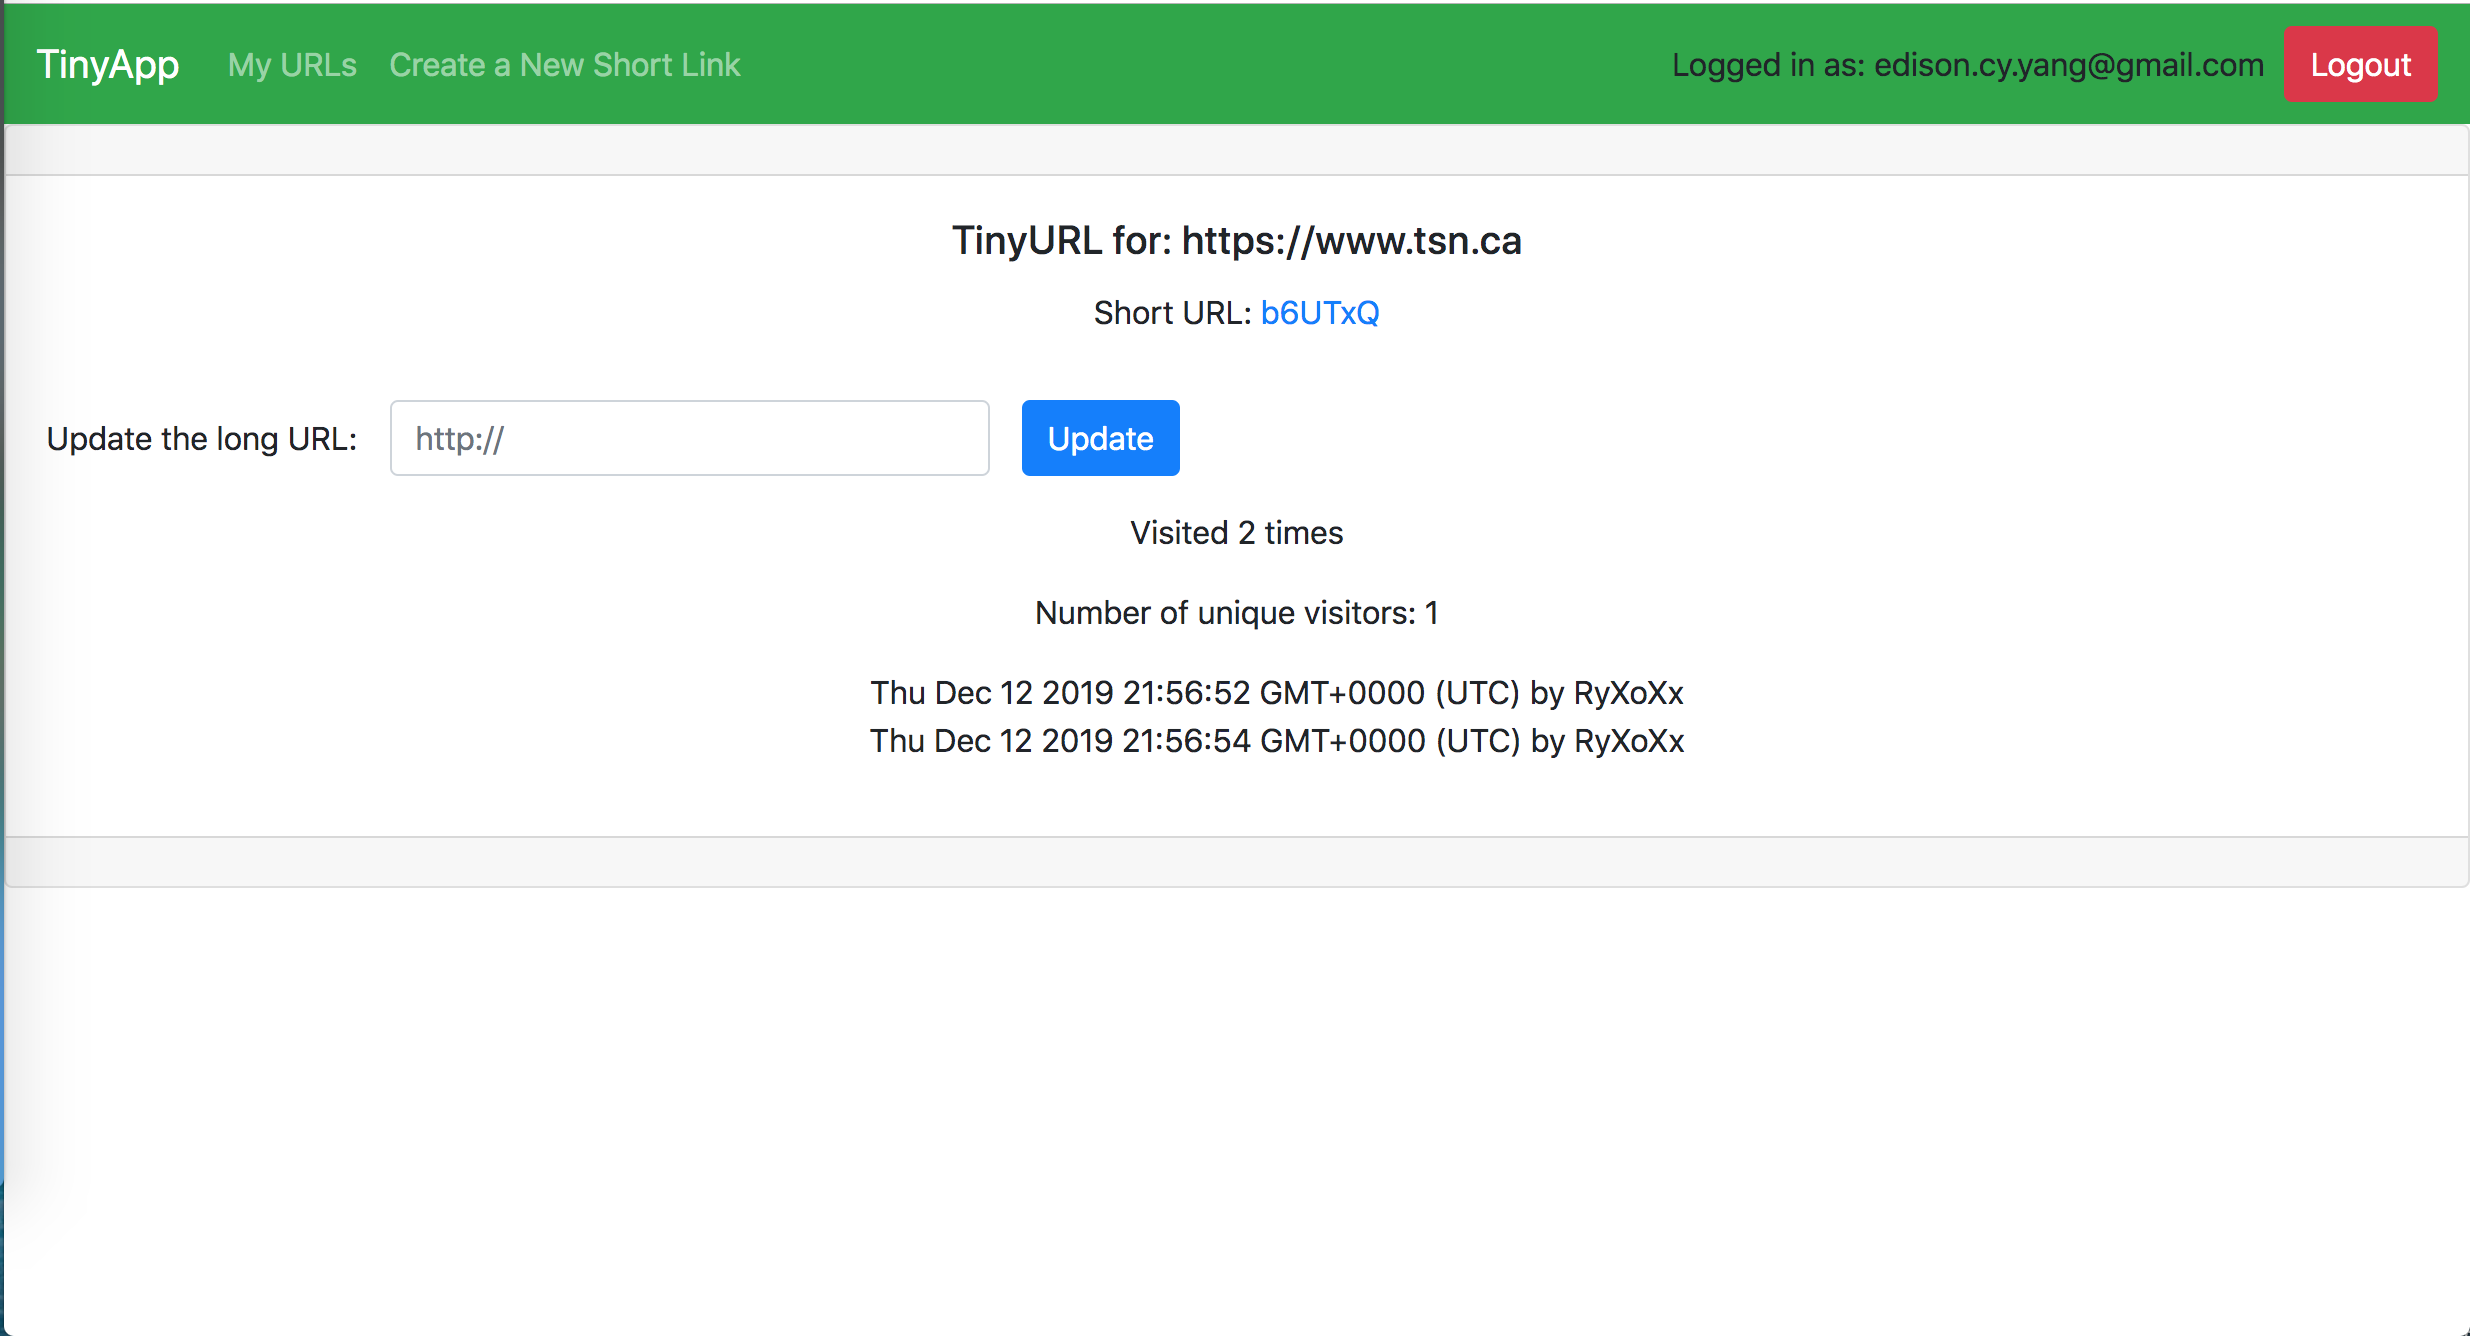 TinyApp My URLs Create a New Short Link Logged in as: edison.cy.yang@gmail.com Logout
TinyURL for: https://www.tsn.ca
Short URL: b6UTxQ
Update the long URL: http:// Update
Visited 2 times
Number of unique visitors: 1
Thu Dec 12 2019 21:56:52 GMT+0000 (UTC) by RyXoXx
Thu Dec 12 2019 21:56:54 GMT+0000 (UTC) by RyXoXx